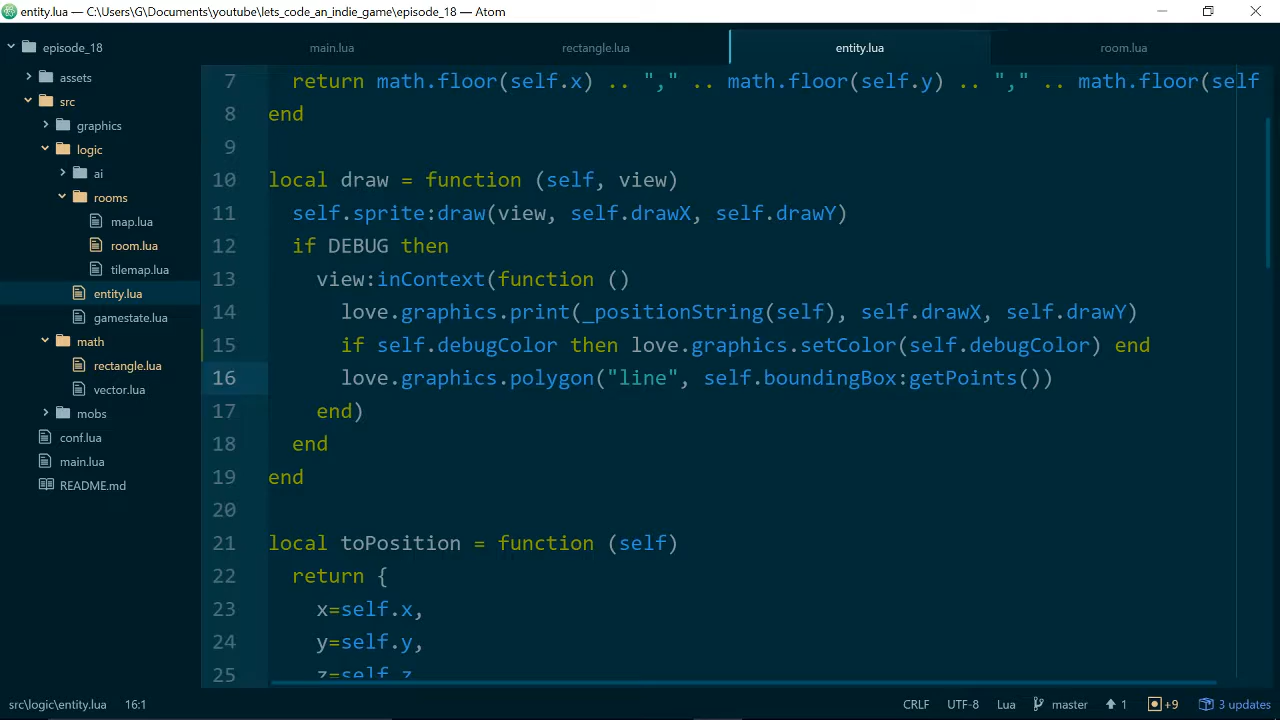 entity.lua — C:\Users\G\Documents\youtube\lets_code_an_indie_game\episode_18 — Atom
episode_18
assets
src
graphics
logic
ai
rooms
map.lua
room.lua
tilemap.lua
entity.lua
gamestate.lua
math
rectangle.lua
vector.lua
mobs
conf.lua
main.lua
README.md
main.lua
rectangle.lua
entity.lua
room.lua
7 return math.floor(self.x) .. "," .. math.floor(self.y) .. "," .. math.floor(self
8 end
9
10 local draw = function (self, view)
11 self.sprite:draw(view, self.drawX, self.drawY)
12 if DEBUG then
13 view:inContext(function ()
14 love.graphics.print(_positionString(self), self.drawX, self.drawY)
15 if self.debugColor then love.graphics.setColor(self.debugColor) end
16 love.graphics.polygon("line", self.boundingBox:getPoints())
17 end)
18 end
19 end
20
21 local toPosition = function (self)
22 return {
23 x=self.x,
24 y=self.y,
25 z=self.z
src\logic\entity.lua 16:1 CRLF UTF-8 Lua master 1 +9 3 updates